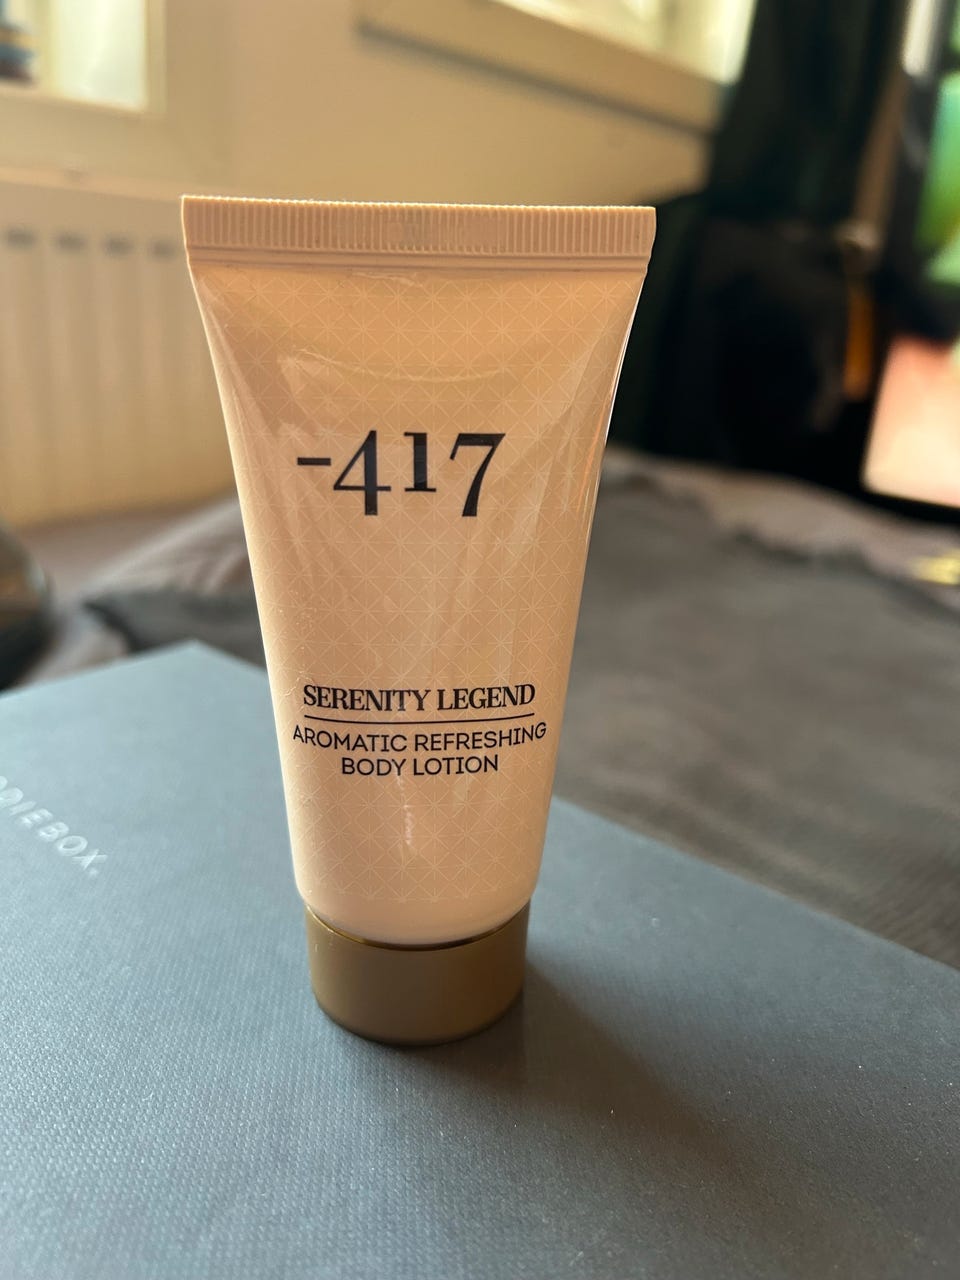 -417
SERENITY LEGEND
AROMATIC REFRESHING
BODY LOTION